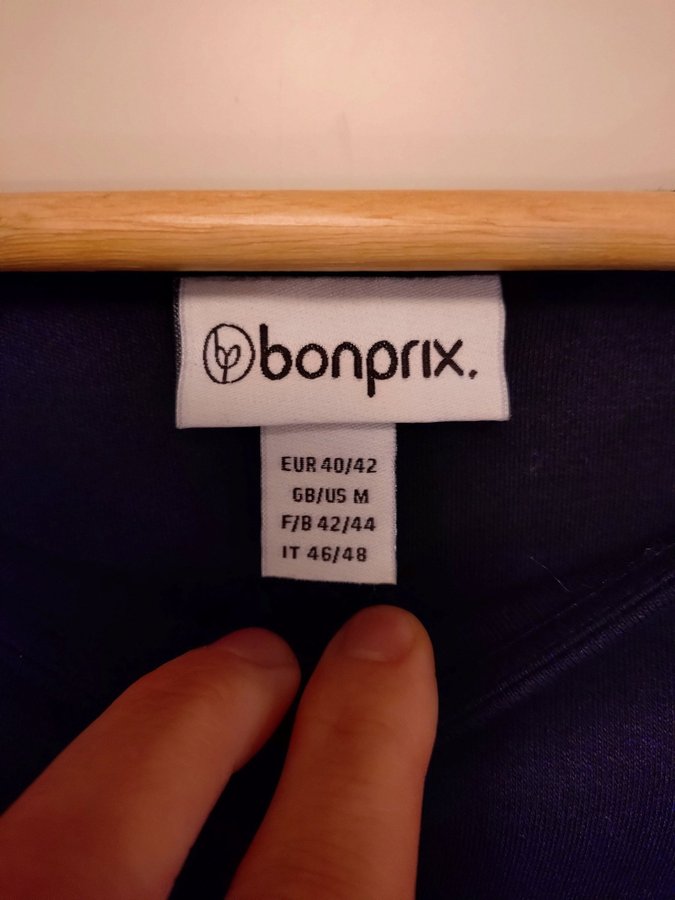 bonprix.
EUR 40/42
GB/US M
F/B 42/44
IT 46/48